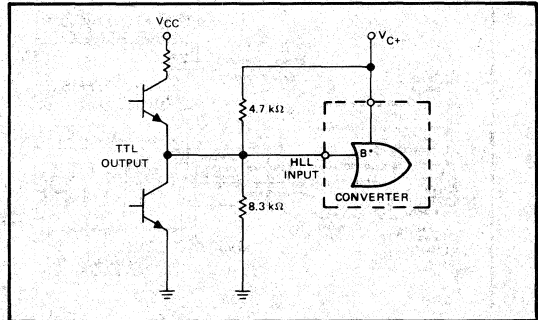 VCC
VC+
4.7 kΩ
TTL
OUTPUT
HLL
INPUT
B*
CONVERTER
8.3 kΩ